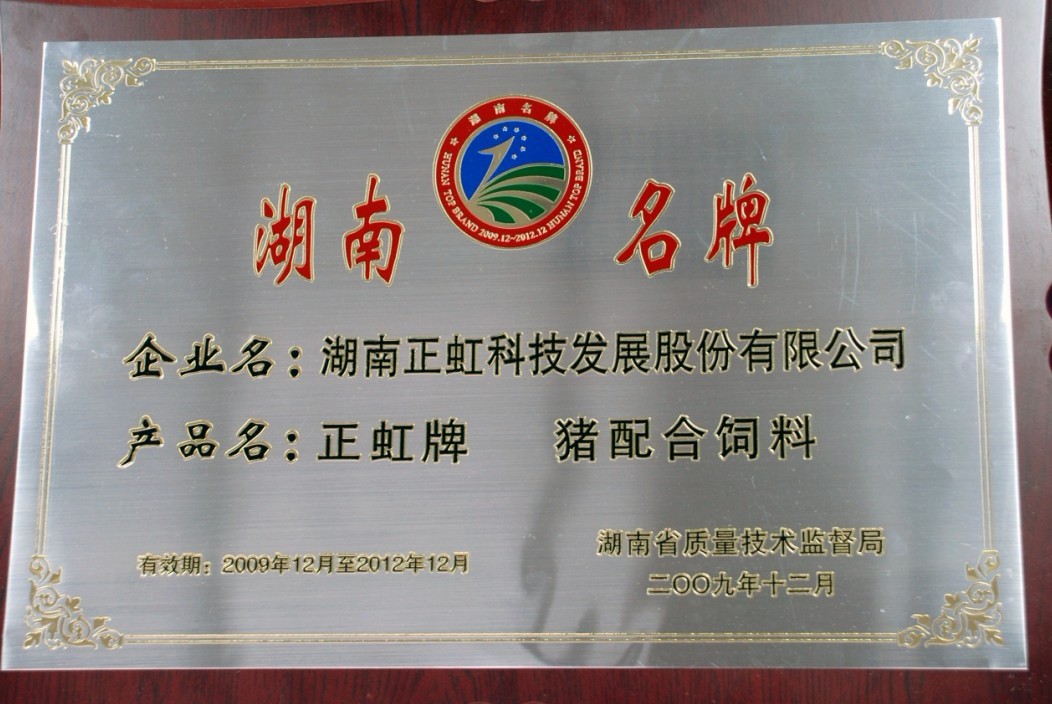 湖南名牌
HUNAN TOP BRAND 2009.12~2012.12 HUNAN TOP BRAND
湖南 名牌
企业名：湖南正虹科技发展股份有限公司
产品名：正虹牌 猪配合饲料
有效期：2009年12月至2012年12月
湖南省质量技术监督局
二〇〇九年十二月